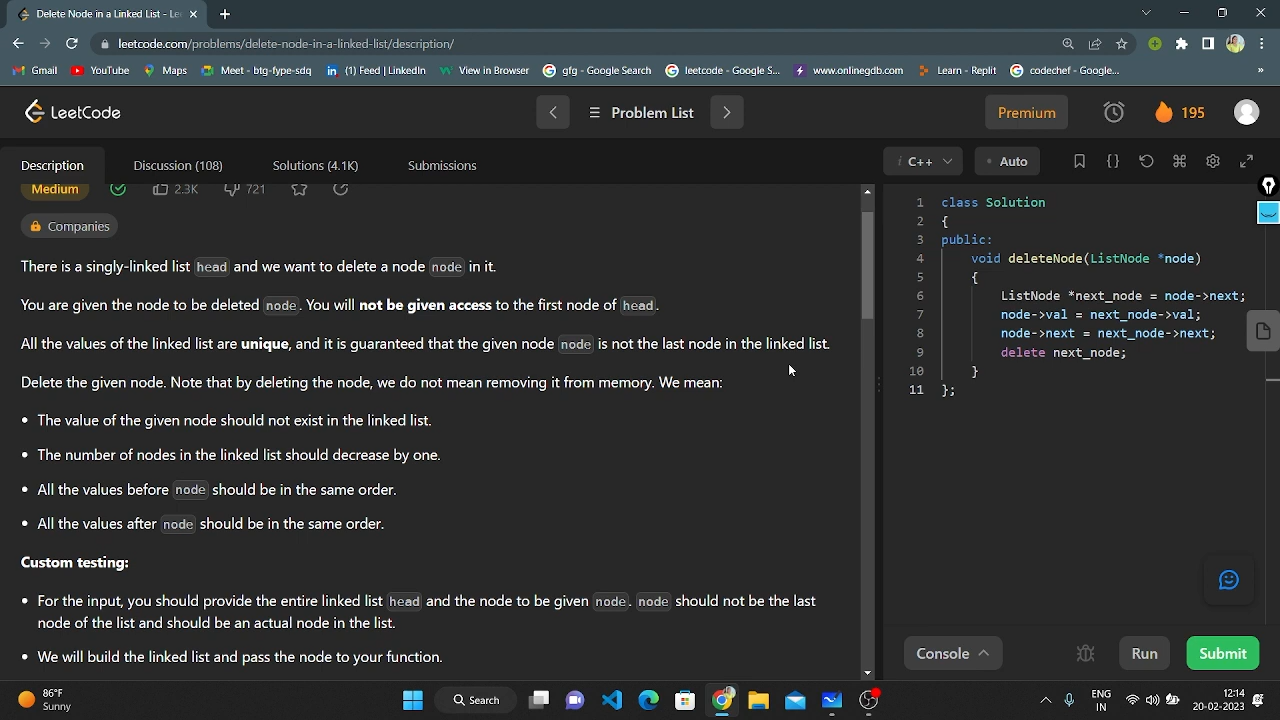 Delete Node in a Linked List - Le
leetcode.com/problems/delete-node-in-a-linked-list/description/
Gmail YouTube Maps Meet - btg-fype-sdq (1) Feed | LinkedIn View in Browser gfg - Google Search leetcode - Google S... www.onlinegdb.com Learn - Replit codechef - Google... »
LeetCode Problem List Premium 195
Description Discussion (108) Solutions (4.1K) Submissions
i C++ Auto
Medium 2.3K 721
Companies
There is a singly-linked list head and we want to delete a node node in it.
You are given the node to be deleted node. You will not be given access to the first node of head.
All the values of the linked list are unique, and it is guaranteed that the given node node is not the last node in the linked list.
Delete the given node. Note that by deleting the node, we do not mean removing it from memory. We mean:
• The value of the given node should not exist in the linked list.
• The number of nodes in the linked list should decrease by one.
• All the values before node should be in the same order.
• All the values after node should be in the same order.
Custom testing:
• For the input, you should provide the entire linked list head and the node to be given node. node should not be the last
node of the list and should be an actual node in the list.
• We will build the linked list and pass the node to your function.
1 class Solution
2 {
3 public:
4 void deleteNode(ListNode *node)
5 {
6 ListNode *next_node = node->next;
7 node->val = next_node->val;
8 node->next = next_node->next;
9 delete next_node;
10 }
11 };
Console Run Submit
86°F
Sunny
Search
ENG
IN
12:14
20-02-2023